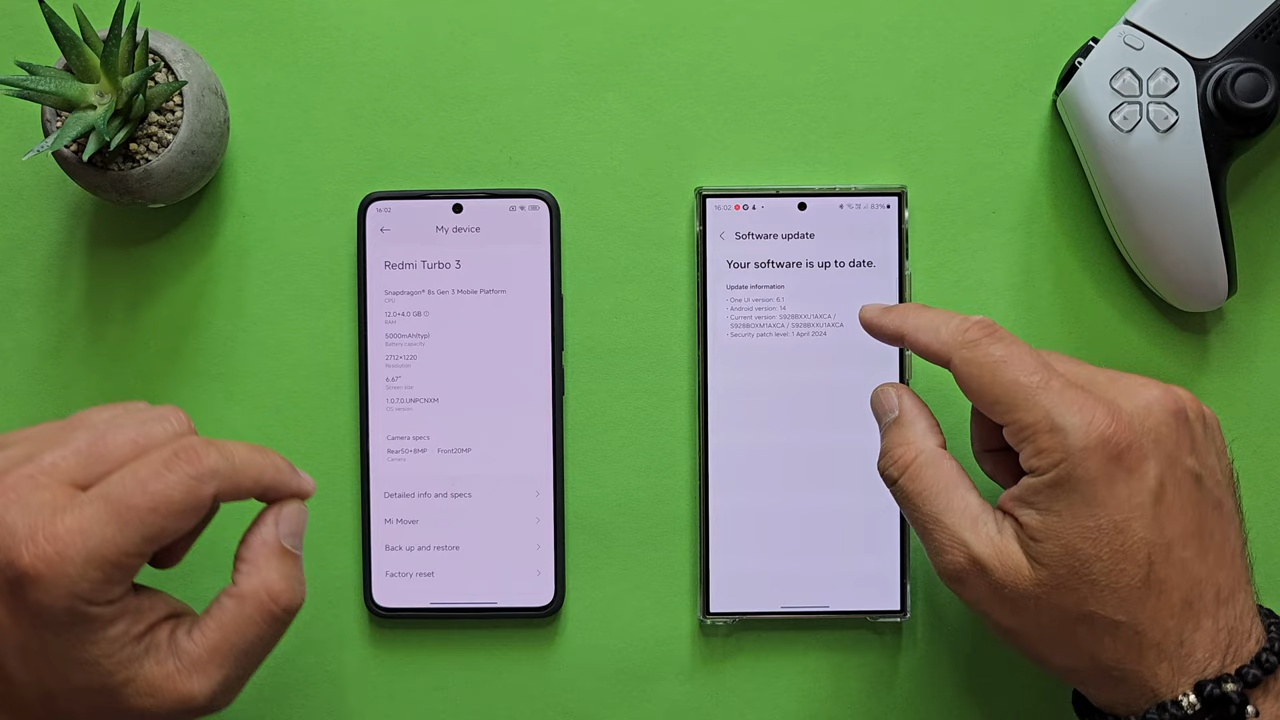 16:02
My device
Redmi Turbo 3
Snapdragon® 8s Gen 3 Mobile Platform
CPU
12.0+4.0 GB
RAM
5000mAh(typ)
Battery capacity
2712×1220
Resolution
6.67"
Screen size
1.0.7.0.UNPCNXM
OS version
Camera specs
Rear50+8MP Front20MP
Camera
Detailed info and specs
Mi Mover
Back up and restore
Factory reset
16:02 83%
Software update
Your software is up to date.
Update information
• One UI version: 6.1
• Android version: 14
• Current version: S928BXXU1AXCA /
S928BOXM1AXCA / S928BXXU1AXCA
• Security patch level: 1 April 2024